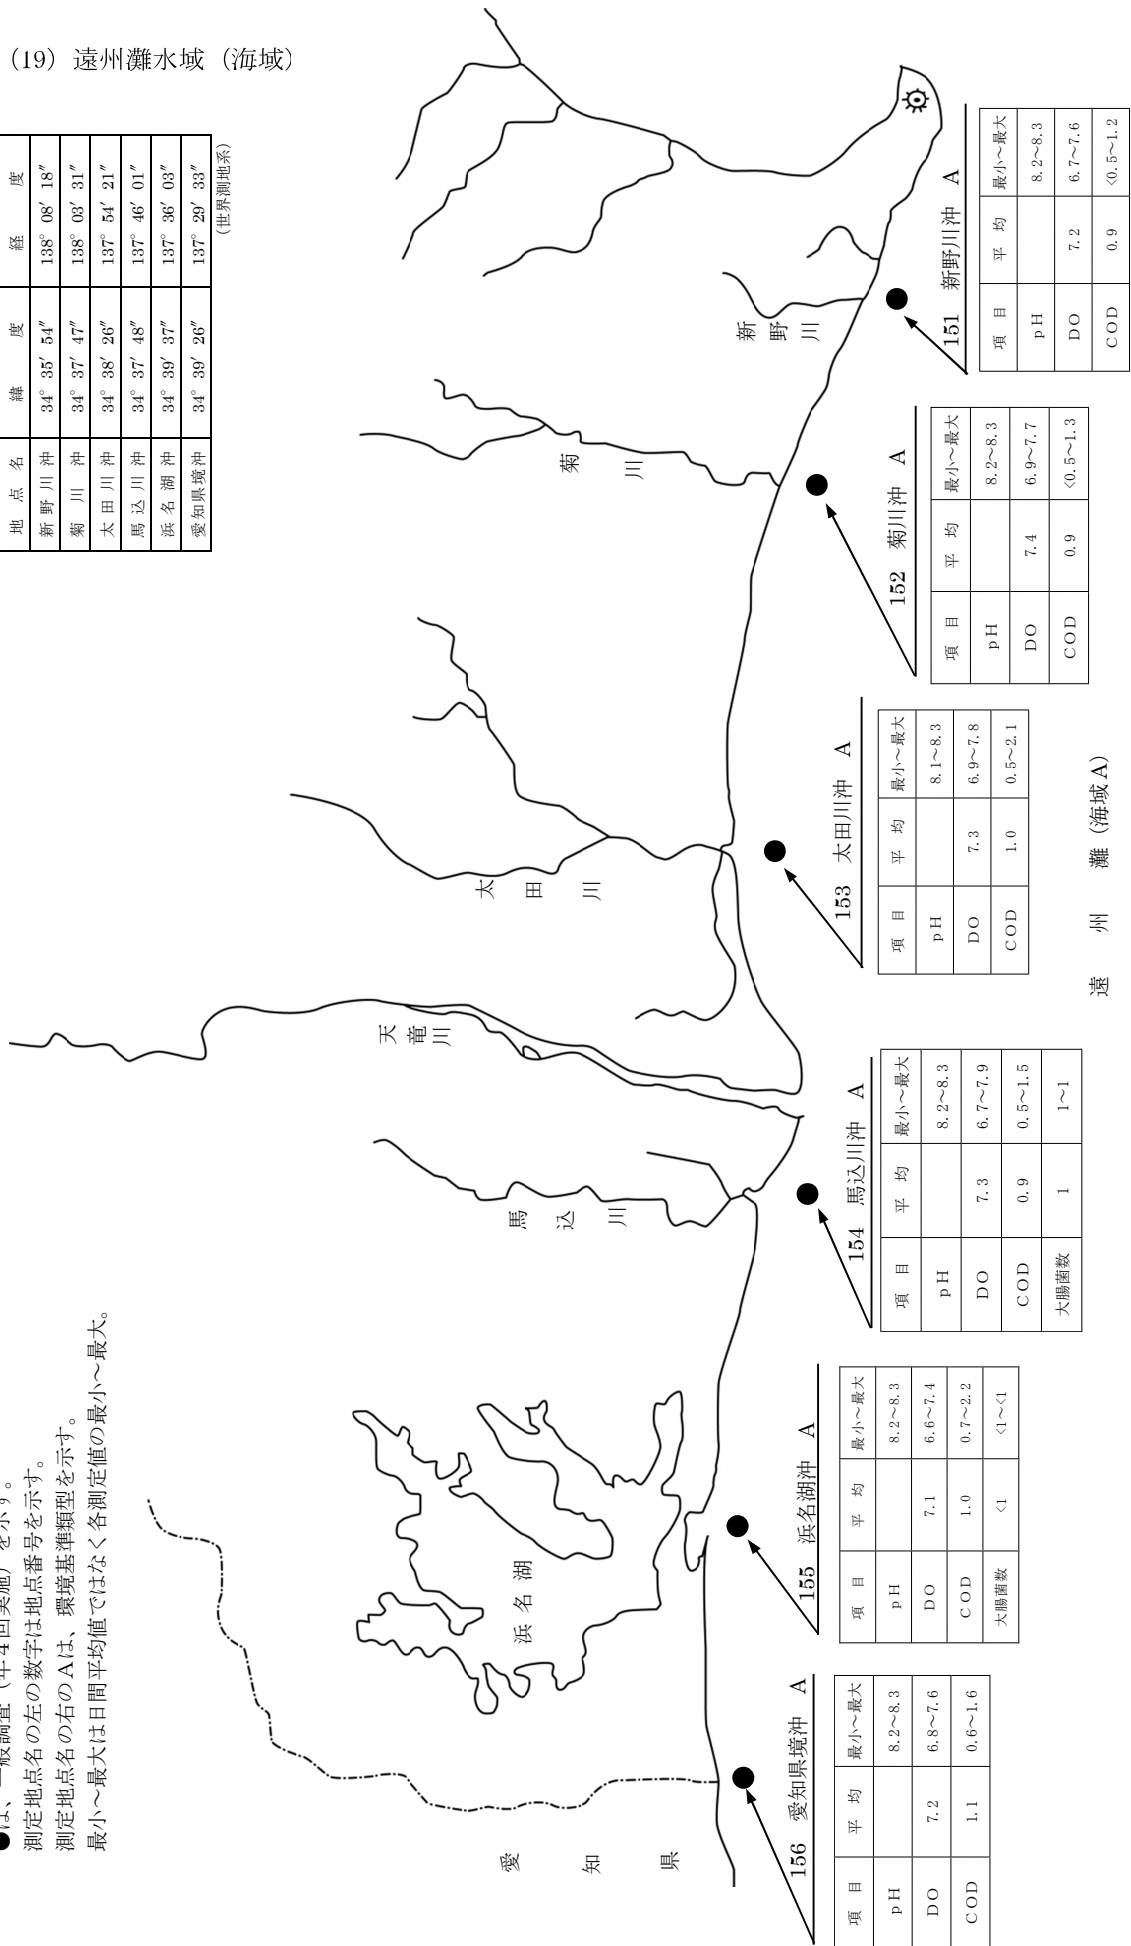 (19) 遠州灘水域 (海域)
地 点 名 緯 度 経 度
新 野 川 沖 34° 35′ 54″ 138° 08′ 18″
菊 川 沖 34° 37′ 47″ 138° 03′ 31″
太 田 川 沖 34° 38′ 26″ 137° 54′ 21″
馬 込 川 沖 34° 37′ 48″ 137° 46′ 01″
浜 名 湖 沖 34° 39′ 37″ 137° 36′ 03″
愛知県境沖 34° 39′ 26″ 137° 29′ 33″
(世界測地系)
●は、一般調査 (年4回実施) を示す。
測定地点名の左の数字は地点番号を示す。
測定地点名の右のAは、環境基準類型を示す。
最小～最大は日間平均値ではなく各測定値の最小～最大。
愛 知 県
浜 名 湖
馬 込 川
天 竜 川
太 田 川
菊 川
新 野 川
156 愛知県境沖 A
項 目 平 均 最小～最大
pH 8.2～8.3
DO 7.2 6.8～7.6
COD 1.1 0.6～1.6
155 浜名湖沖 A
項 目 平 均 最小～最大
pH 8.2～8.3
DO 7.1 6.6～7.4
COD 1.0 0.7～2.2
大腸菌数 <1 <1～<1
154 馬込川沖 A
項 目 平 均 最小～最大
pH 8.2～8.3
DO 7.3 6.7～7.9
COD 0.9 0.5～1.5
大腸菌数 1 1～1
153 太田川沖 A
項 目 平 均 最小～最大
pH 8.1～8.3
DO 7.3 6.9～7.8
COD 1.0 0.5～2.1
152 菊川沖 A
項 目 平 均 最小～最大
pH 8.2～8.3
DO 7.4 6.9～7.7
COD 0.9 <0.5～1.3
151 新野川沖 A
項 目 平 均 最小～最大
pH 8.2～8.3
DO 7.2 6.7～7.6
COD 0.9 <0.5～1.2
遠 州 灘 (海域A)